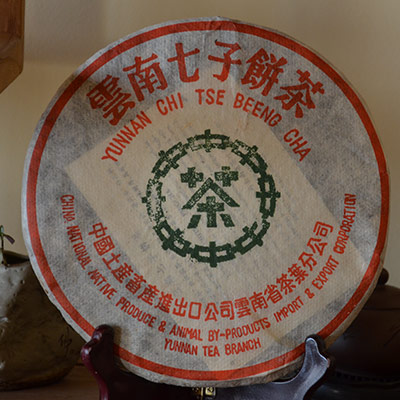 雲南七子餅茶
YUNNAN CHI TSE BEENG CHA
茶
中國土產畜產進出口公司雲南省茶葉分公司
CHINA NATIONAL NATIVE PRODUCE & ANIMAL BY-PRODUCTS IMPORT & EXPORT CORPORATION
YUNNAN TEA BRANCH